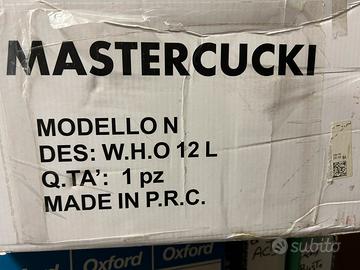 MASTERCUCKI
MODELLO N
DES: W.H.O 12 L
Q.TA': 1 pz
MADE IN P.R.C.
Oxford
Oxford
subito